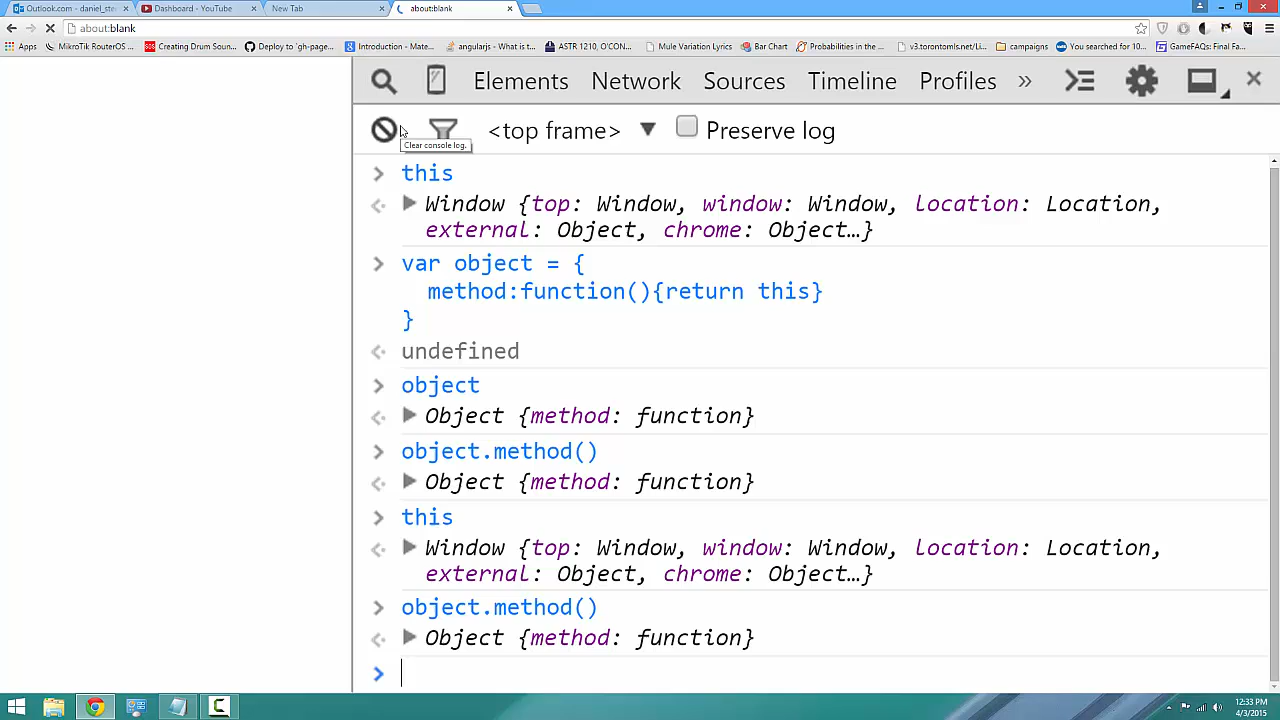 Outlook.com - daniel_ste
Dashboard - YouTube
New Tab
about:blank
about:blank
Apps
MikroTik RouterOS ...
Creating Drum Soun...
Deploy to 'gh-page...
Introduction - Mate...
angularjs - What is t...
ASTR 1210, O'CON...
Mule Variation Lyrics
Bar Chart
Probabilities in the ...
v3.torontomls.net/Li...
campaigns
You searched for 10...
GameFAQs: Final Fa...
Elements Network Sources Timeline Profiles »
<top frame> ▼ Preserve log
Clear console log.
> this
Window {top: Window, window: Window, location: Location,
external: Object, chrome: Object…}
> var object = {
method:function(){return this}
}
undefined
> object
Object {method: function}
> object.method()
Object {method: function}
> this
Window {top: Window, window: Window, location: Location,
external: Object, chrome: Object…}
> object.method()
Object {method: function}
>
12:33 PM
4/3/2015